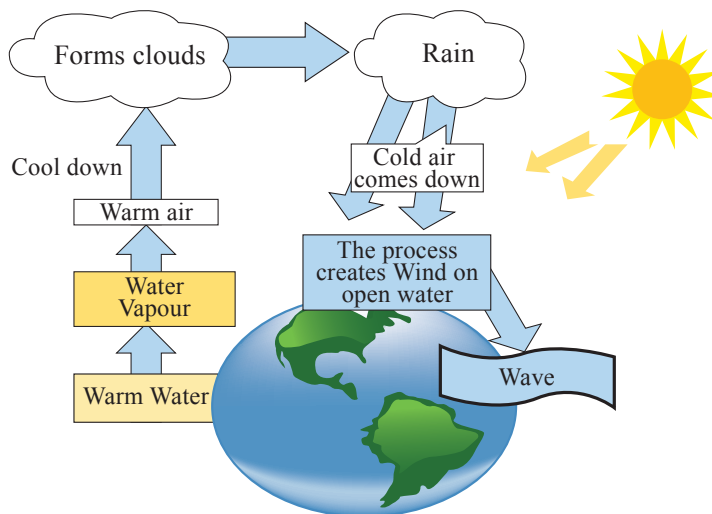 Forms clouds
Rain
Cool down
Cold air
comes down
Warm air
The process
creates Wind on
open water
Water
Vapour
Warm Water
Wave